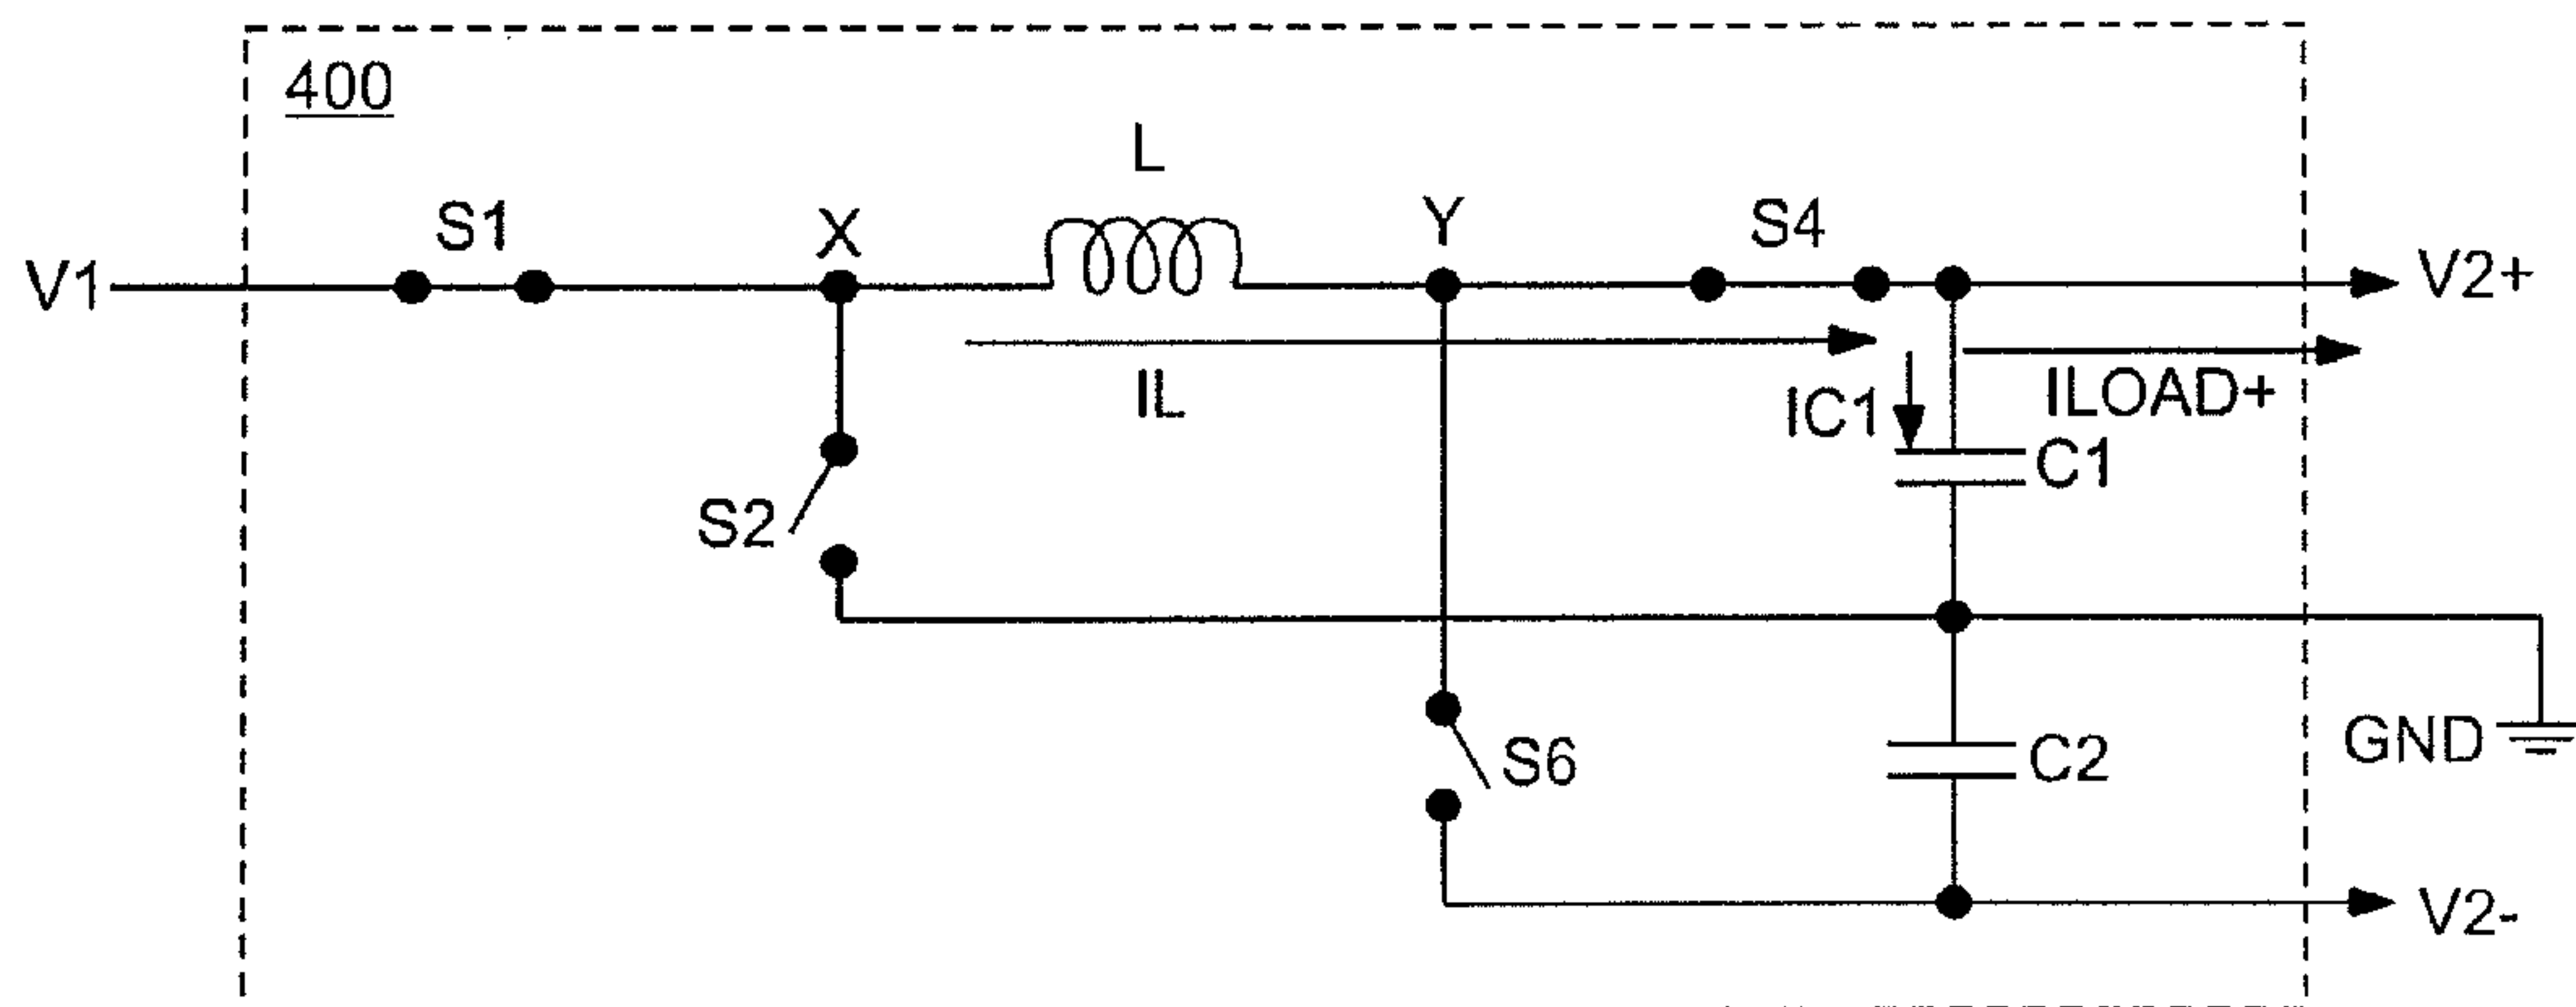 400
L
S1
X
Y
S4
V1
V2+
IL
IC1
ILOAD+
C1
S2
GND
S6
C2
V2-